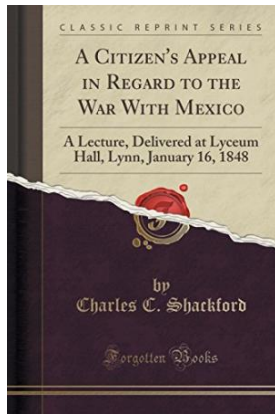 CLASSIC REPRINT SERIES
A CITIZEN'S APPEAL
IN REGARD TO THE
WAR WITH MEXICO
A Lecture, Delivered at Lyceum
Hall, Lynn, January 16, 1848
by
Charles C. Shackford
Forgotten Books